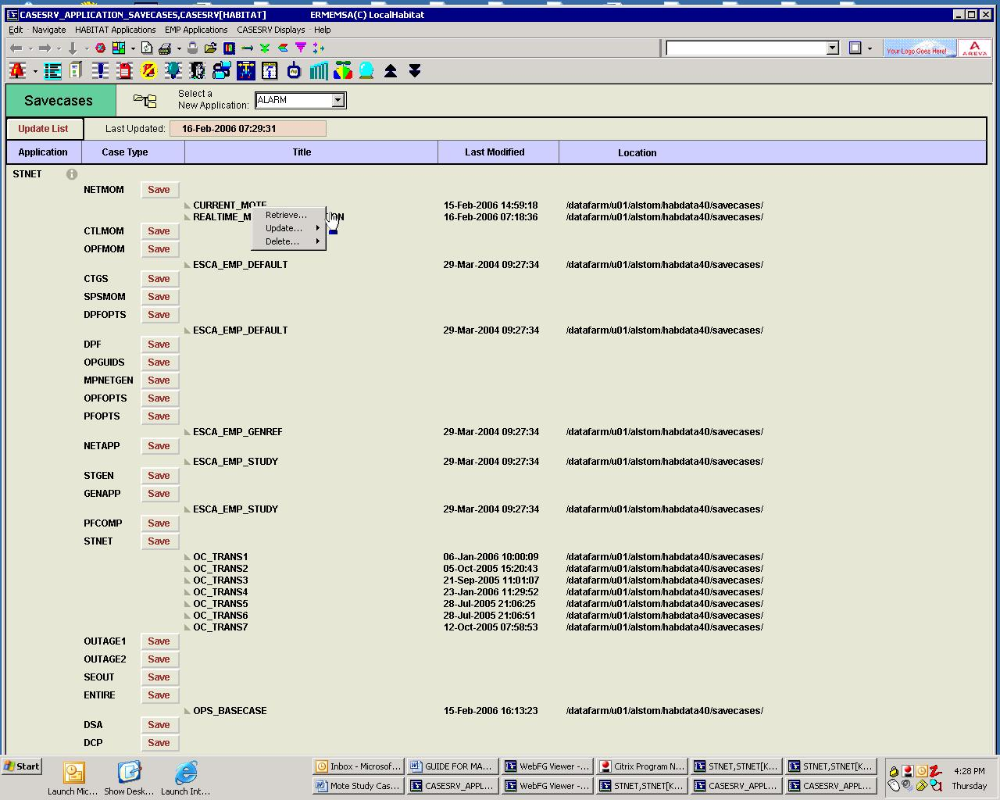 CASESRV_APPLICATION_SAVECASES,CASESRV[HABITAT] ERMEMSA(C) LocalHabitat
Edit Navigate HABITAT Applications EMP Applications CASESRV Displays Help
Your Logo Goes Here! A AREVA
Savecases Select a New Application: ALARM
Update List Last Updated: 16-Feb-2006 07:29:31
Application Case Type Title Last Modified Location
STNET
NETMOM Save
CURRENT_MOTE 15-Feb-2006 14:59:18 /datafarm/u01/alstom/habdata40/savecases/
REALTIME_M ON 16-Feb-2006 07:18:36 /datafarm/u01/alstom/habdata40/savecases/
Retrieve...
Update...
Delete...
CTLMOM Save
OPFMOM Save
ESCA_EMP_DEFAULT 29-Mar-2004 09:27:34 /datafarm/u01/alstom/habdata40/savecases/
CTGS Save
SPSMOM Save
DPFOPTS Save
ESCA_EMP_DEFAULT 29-Mar-2004 09:27:34 /datafarm/u01/alstom/habdata40/savecases/
DPF Save
OPGUIDS Save
MPNETGEN Save
OPFOPTS Save
PFOPTS Save
ESCA_EMP_GENREF 29-Mar-2004 09:27:34 /datafarm/u01/alstom/habdata40/savecases/
NETAPP Save
ESCA_EMP_STUDY 29-Mar-2004 09:27:34 /datafarm/u01/alstom/habdata40/savecases/
STGEN Save
GENAPP Save
ESCA_EMP_STUDY 29-Mar-2004 09:27:34 /datafarm/u01/alstom/habdata40/savecases/
PFCOMP Save
STNET Save
OC_TRANS1 06-Jan-2006 10:00:09 /datafarm/u01/alstom/habdata40/savecases/
OC_TRANS2 05-Oct-2005 15:20:43 /datafarm/u01/alstom/habdata40/savecases/
OC_TRANS3 21-Sep-2005 11:01:07 /datafarm/u01/alstom/habdata40/savecases/
OC_TRANS4 23-Jan-2006 11:29:52 /datafarm/u01/alstom/habdata40/savecases/
OC_TRANS5 28-Jul-2005 21:06:25 /datafarm/u01/alstom/habdata40/savecases/
OC_TRANS6 28-Jul-2005 21:06:51 /datafarm/u01/alstom/habdata40/savecases/
OC_TRANS7 12-Oct-2005 07:58:53 /datafarm/u01/alstom/habdata40/savecases/
OUTAGE1 Save
OUTAGE2 Save
SEOUT Save
ENTIRE Save
OPS_BASECASE 15-Feb-2006 16:13:23 /datafarm/u01/alstom/habdata40/savecases/
DSA Save
DCP Save
Start Inbox - Microsof... GUIDE FOR MA... WebFG Viewer -... Citrix Program N... STNET,STNET[K... STNET,STNET[K... 4:28 PM
Launch Mic... Show Desk... Launch Int... Mote Study Cas... CASESRV_APPL... WebFG Viewer -... STNET,STNET[K... CASESRV_APPL... CASESRV_APPL... Thursday